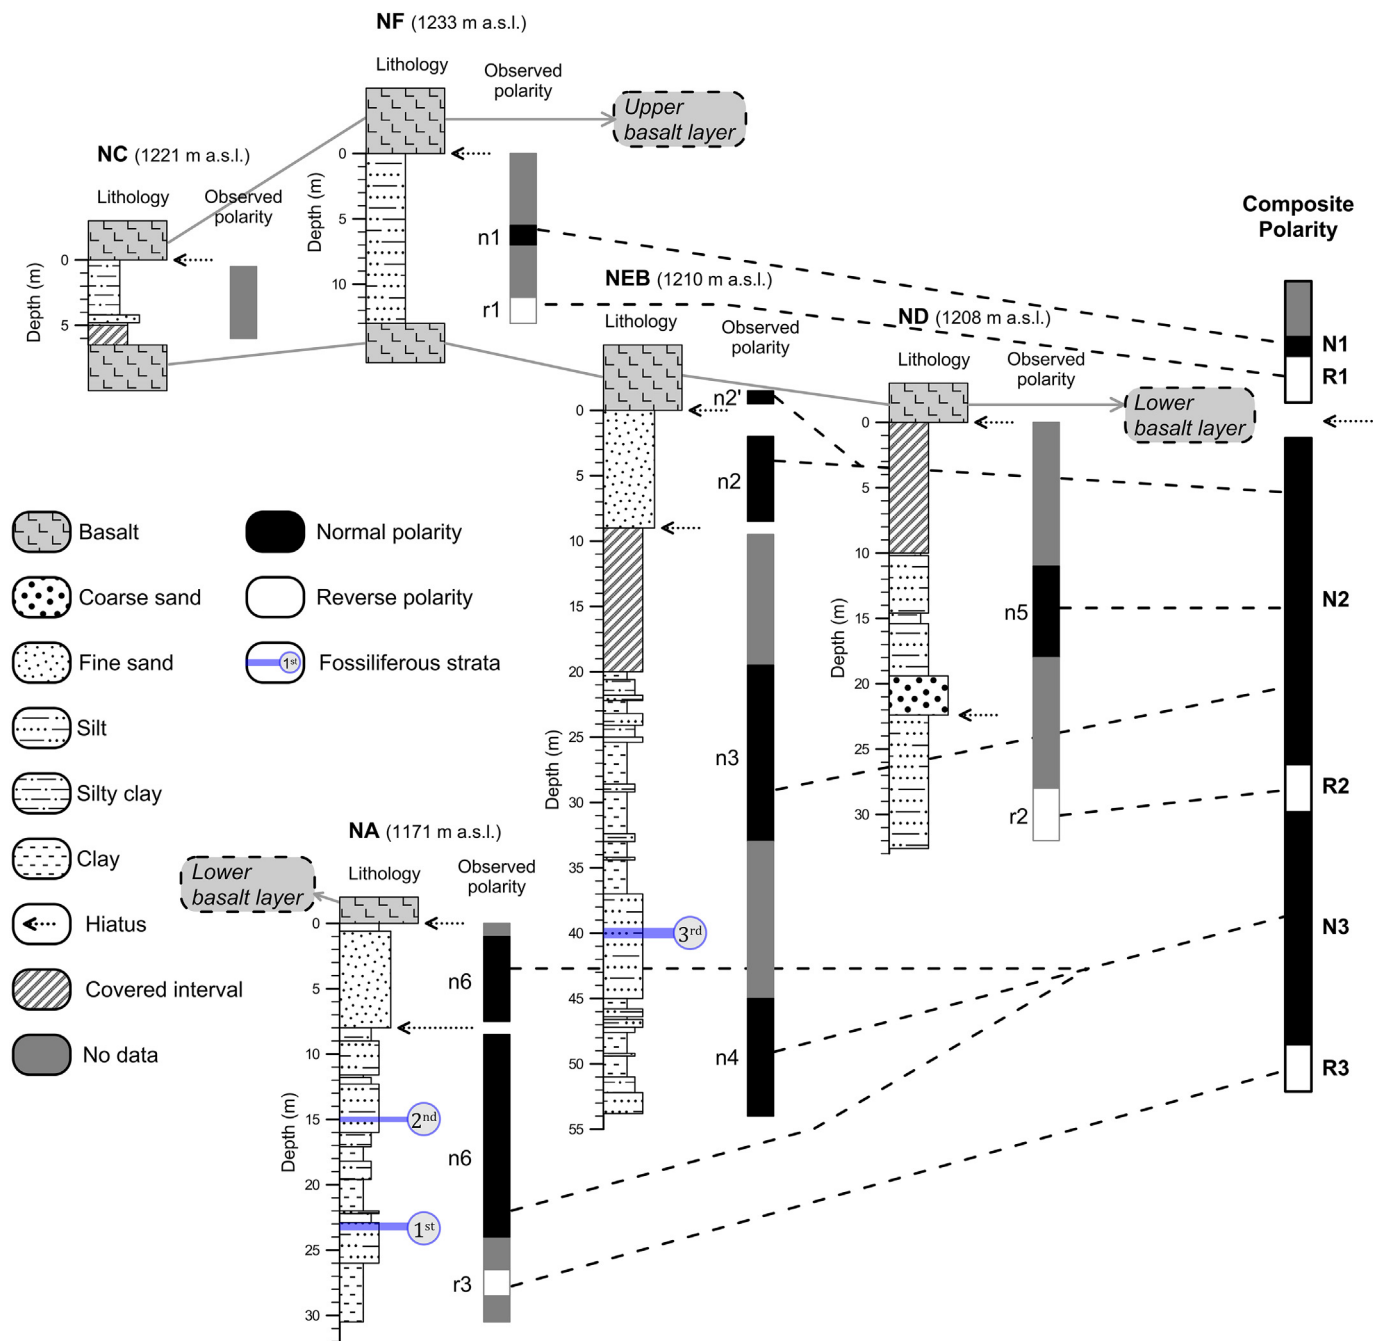 NF (1233 m a.s.l.)
Lithology
Observed
polarity
Upper
basalt layer
0
5
10
Depth (m)
n1
r1
NC (1221 m a.s.l.)
Lithology
Observed
polarity
0
5
Depth (m)
NEB (1210 m a.s.l.)
Lithology
Observed
polarity
n2'
n2
n3
n4
0
5
10
15
20
25
30
35
40
45
50
55
Depth (m)
3rd
ND (1208 m a.s.l.)
Lithology
Observed
polarity
Lower
basalt layer
0
5
10
15
20
25
30
Depth (m)
n5
r2
Composite
Polarity
N1
R1
N2
R2
N3
R3
Basalt
Coarse sand
Fine sand
Silt
Silty clay
Clay
Hiatus
Covered interval
No data
Normal polarity
Reverse polarity
1st
Fossiliferous strata
NA (1171 m a.s.l.)
Lower
basalt layer
Lithology
Observed
polarity
0
5
10
15
20
25
30
Depth (m)
n6
2nd
n6
1st
r3